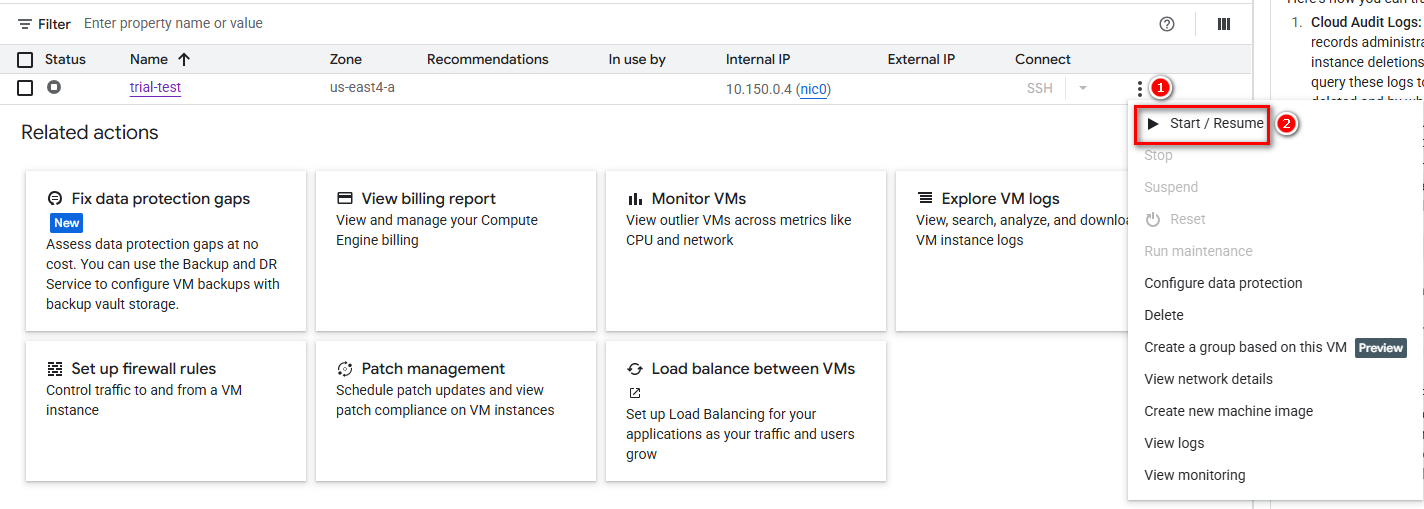 Filter Enter property name or value
Status Name Zone Recommendations In use by Internal IP External IP Connect
trial-test us-east4-a 10.150.0.4 (nic0) SSH
1
Related actions
Fix data protection gaps
New
Assess data protection gaps at no
cost. You can use the Backup and DR
Service to configure VM backups with
backup vault storage.
View billing report
View and manage your Compute
Engine billing
Monitor VMs
View outlier VMs across metrics like
CPU and network
Explore VM logs
View, search, analyze, and downlo
VM instance logs
Set up firewall rules
Control traffic to and from a VM
instance
Patch management
Schedule patch updates and view
patch compliance on VM instances
Load balance between VMs
Set up Load Balancing for your
applications as your traffic and users
grow
Start / Resume
2
Stop
Suspend
Reset
Run maintenance
Configure data protection
Delete
Create a group based on this VM Preview
View network details
Create new machine image
View logs
View monitoring
1. Cloud Audit Logs:
records administra
instance deletions
query these logs to